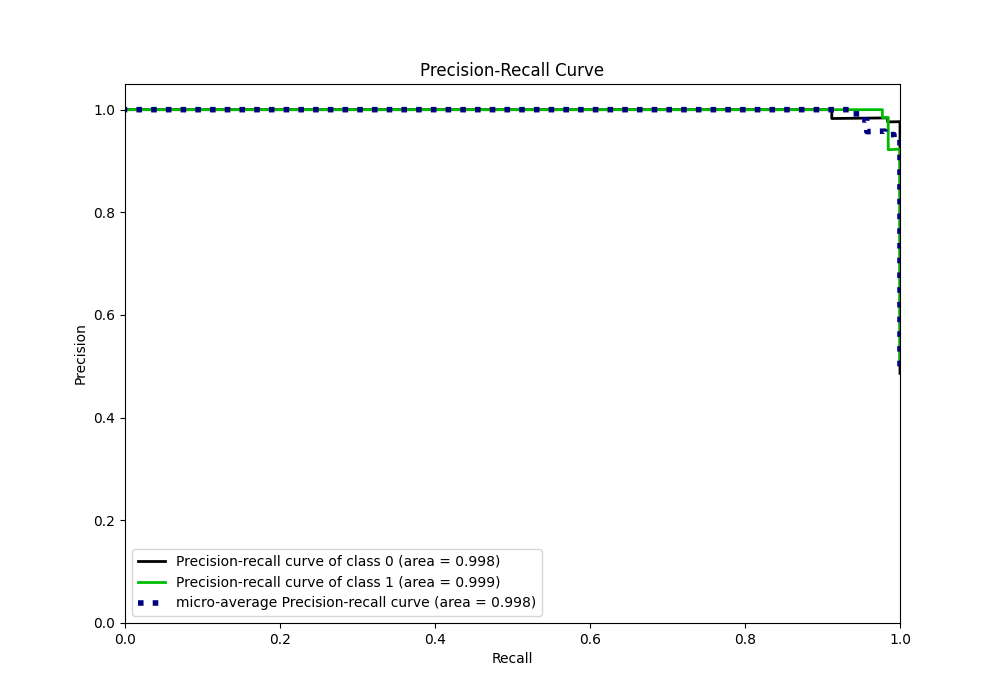 Precision-Recall Curve
1.0
0.8
0.6
0.4
0.2
0.0
Precision
Precision-recall curve of class 0 (area = 0.998)
Precision-recall curve of class 1 (area = 0.999)
micro-average Precision-recall curve (area = 0.998)
0.0 0.2 0.4 0.6 0.8 1.0
Recall